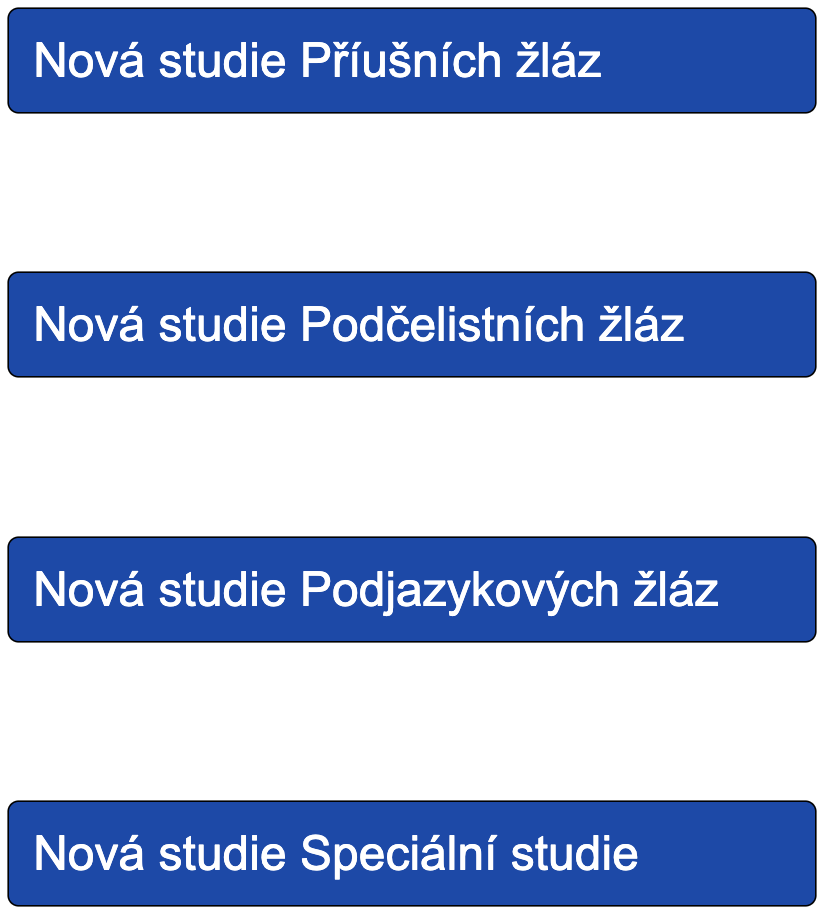 Nová studie Příušních žláz
Nová studie Podčelistních žláz
Nová studie Podjazykových žláz
Nová studie Speciální studie